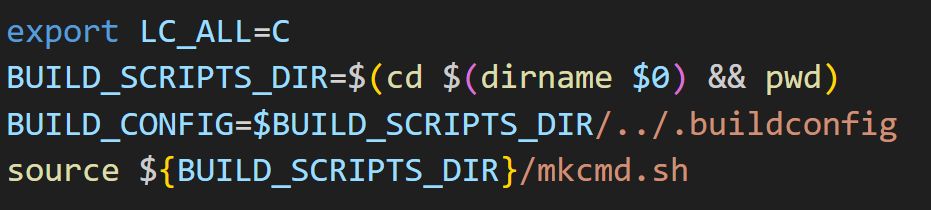 export LC_ALL=C
BUILD_SCRIPTS_DIR=$(cd $(dirname $0) && pwd)
BUILD_CONFIG=$BUILD_SCRIPTS_DIR/../.buildconfig
source ${BUILD_SCRIPTS_DIR}/mkcmd.sh